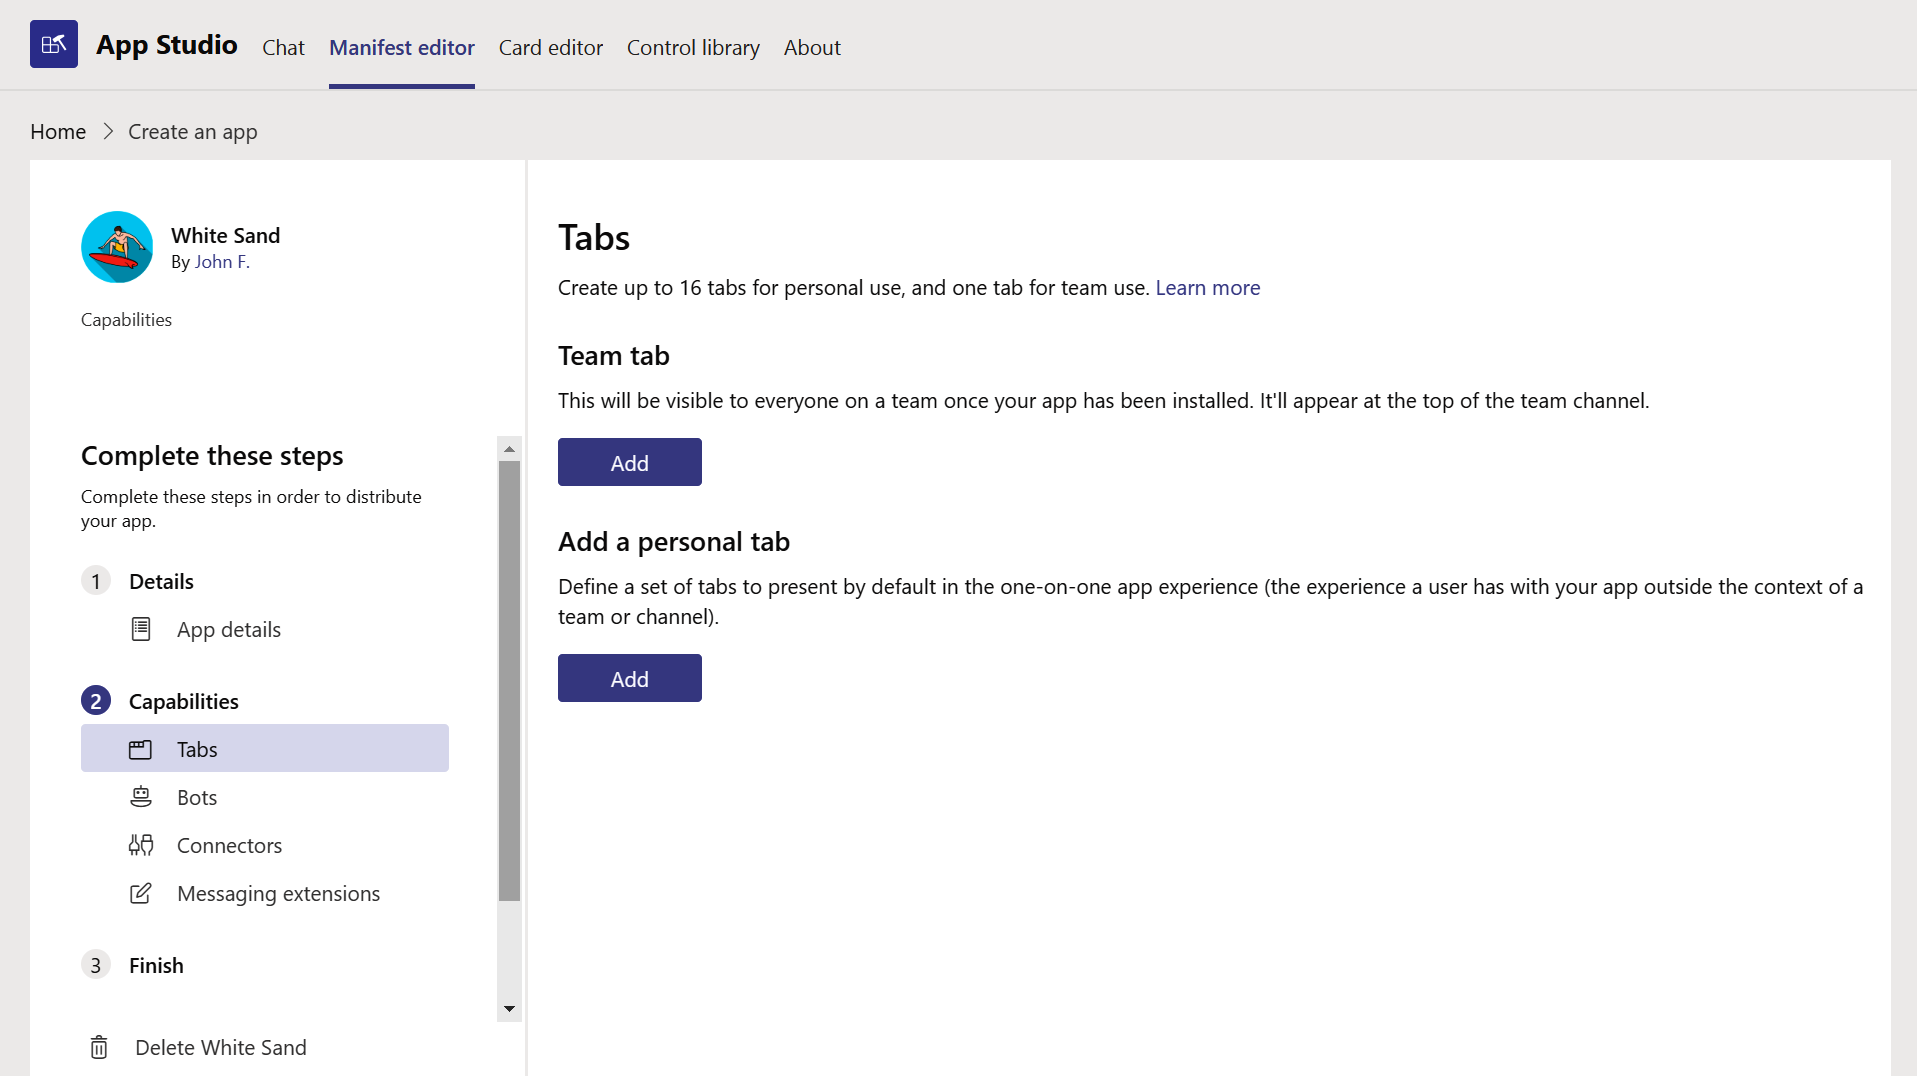 App Studio Chat Manifest editor Card editor Control library About
Home Create an app
White Sand
By John F.
Capabilities
Complete these steps
Complete these steps in order to distribute
your app.
1 Details
App details
2 Capabilities
Tabs
Bots
Connectors
Messaging extensions
3 Finish
Delete White Sand
Tabs
Create up to 16 tabs for personal use, and one tab for team use. Learn more
Team tab
This will be visible to everyone on a team once your app has been installed. It'll appear at the top of the team channel.
Add
Add a personal tab
Define a set of tabs to present by default in the one-on-one app experience (the experience a user has with your app outside the context of a
team or channel).
Add